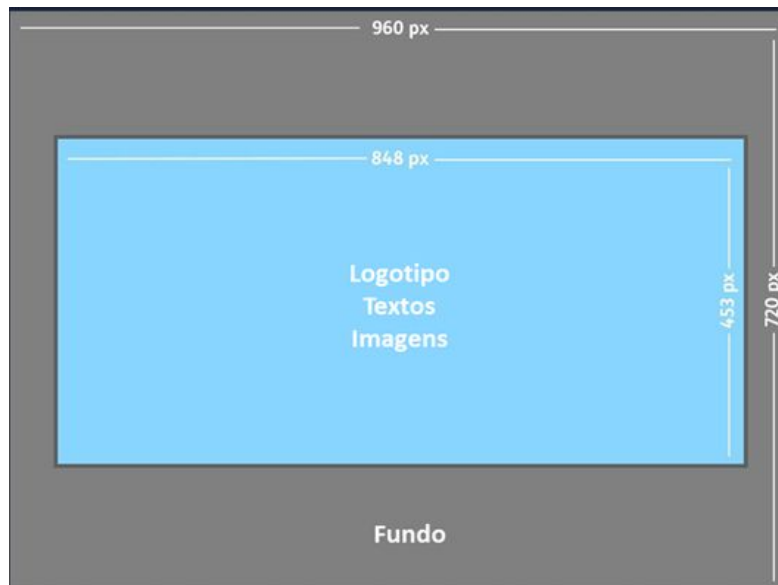 960 px
848 px
Logotipo
Textos
Imagens
453 px
720 px
Fundo